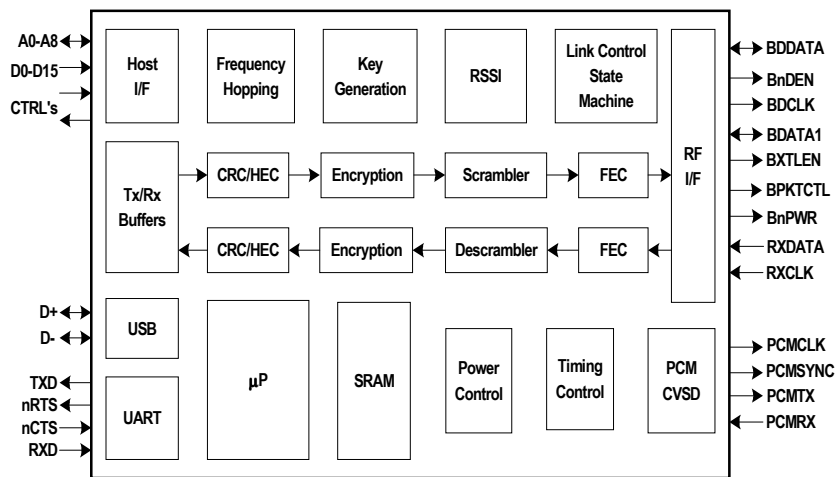 A0-A8
D0-D15
CTRL's
Host
I/F
Frequency
Hopping
Key
Generation
RSSI
Link Control
State
Machine
RF
I/F
BDDATA
BnDEN
BDCLK
BDATA1
BXTLEN
BPKTCTL
BnPWR
RXDATA
RXCLK
Tx/Rx
Buffers
CRC/HEC
Encryption
Scrambler
FEC
CRC/HEC
Encryption
Descrambler
FEC
D+
D-
TXD
nRTS
nCTS
RXD
USB
UART
µP
SRAM
Power
Control
Timing
Control
PCM
CVSD
PCMCLK
PCMSYNC
PCMTX
PCMRX